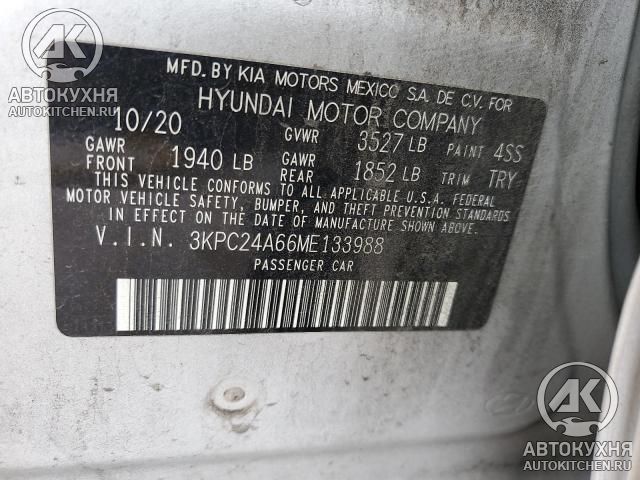 MFD. BY KIA MOTORS MEXICO S.A. DE C.V. FOR
HYUNDAI MOTOR COMPANY
10/20 GVWR 3527 LB PAINT 4SS
GAWR FRONT 1940 LB GAWR REAR 1852 LB TRIM TRY
THIS VEHICLE CONFORMS TO ALL APPLICABLE U.S.A. FEDERAL
MOTOR VEHICLE SAFETY, BUMPER, AND THEFT PREVENTION STANDARDS
IN EFFECT ON THE DATE OF MANUFACTURE SHOWN ABOVE.
V.I.N. 3KPC24A66ME133988
PASSENGER CAR
АК
АВТОКУХНЯ
AUTOKITCHEN.RU
АК
АВТОКУХНЯ
AUTOKITCHEN.RU